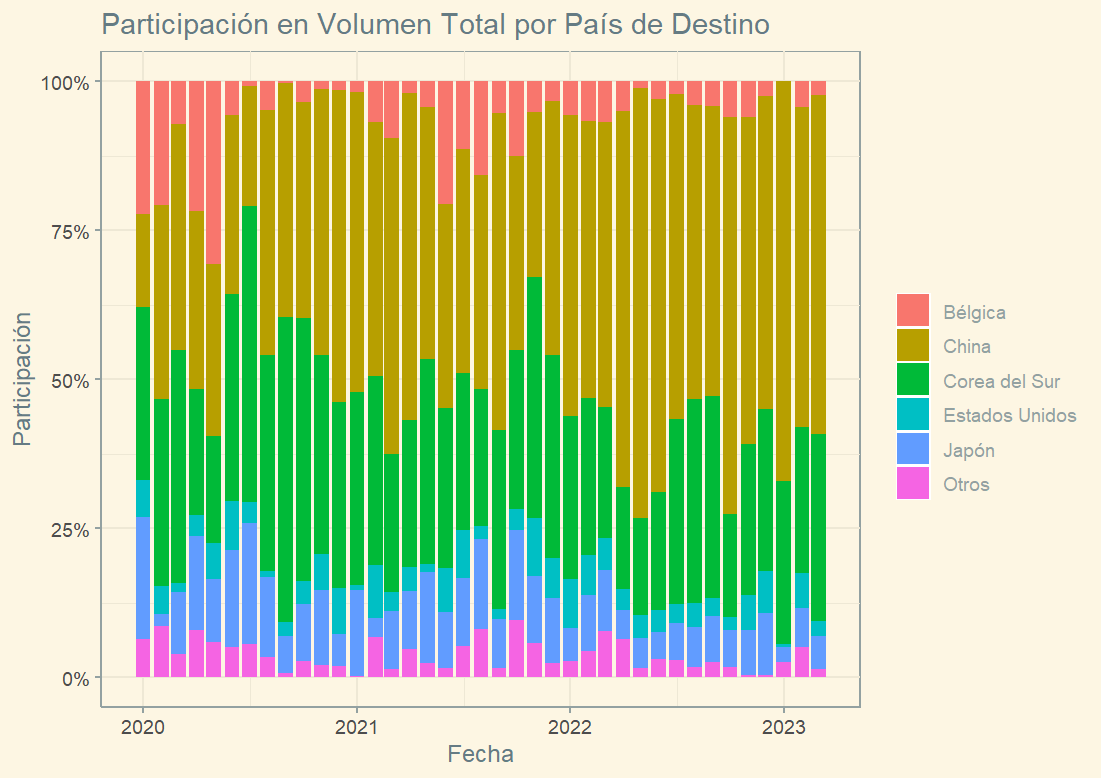 Participación en Volumen Total por País de Destino
100%
75%
50%
25%
0%
Participación
2020 2021 2022 2023
Fecha
Bélgica
China
Corea del Sur
Estados Unidos
Japón
Otros